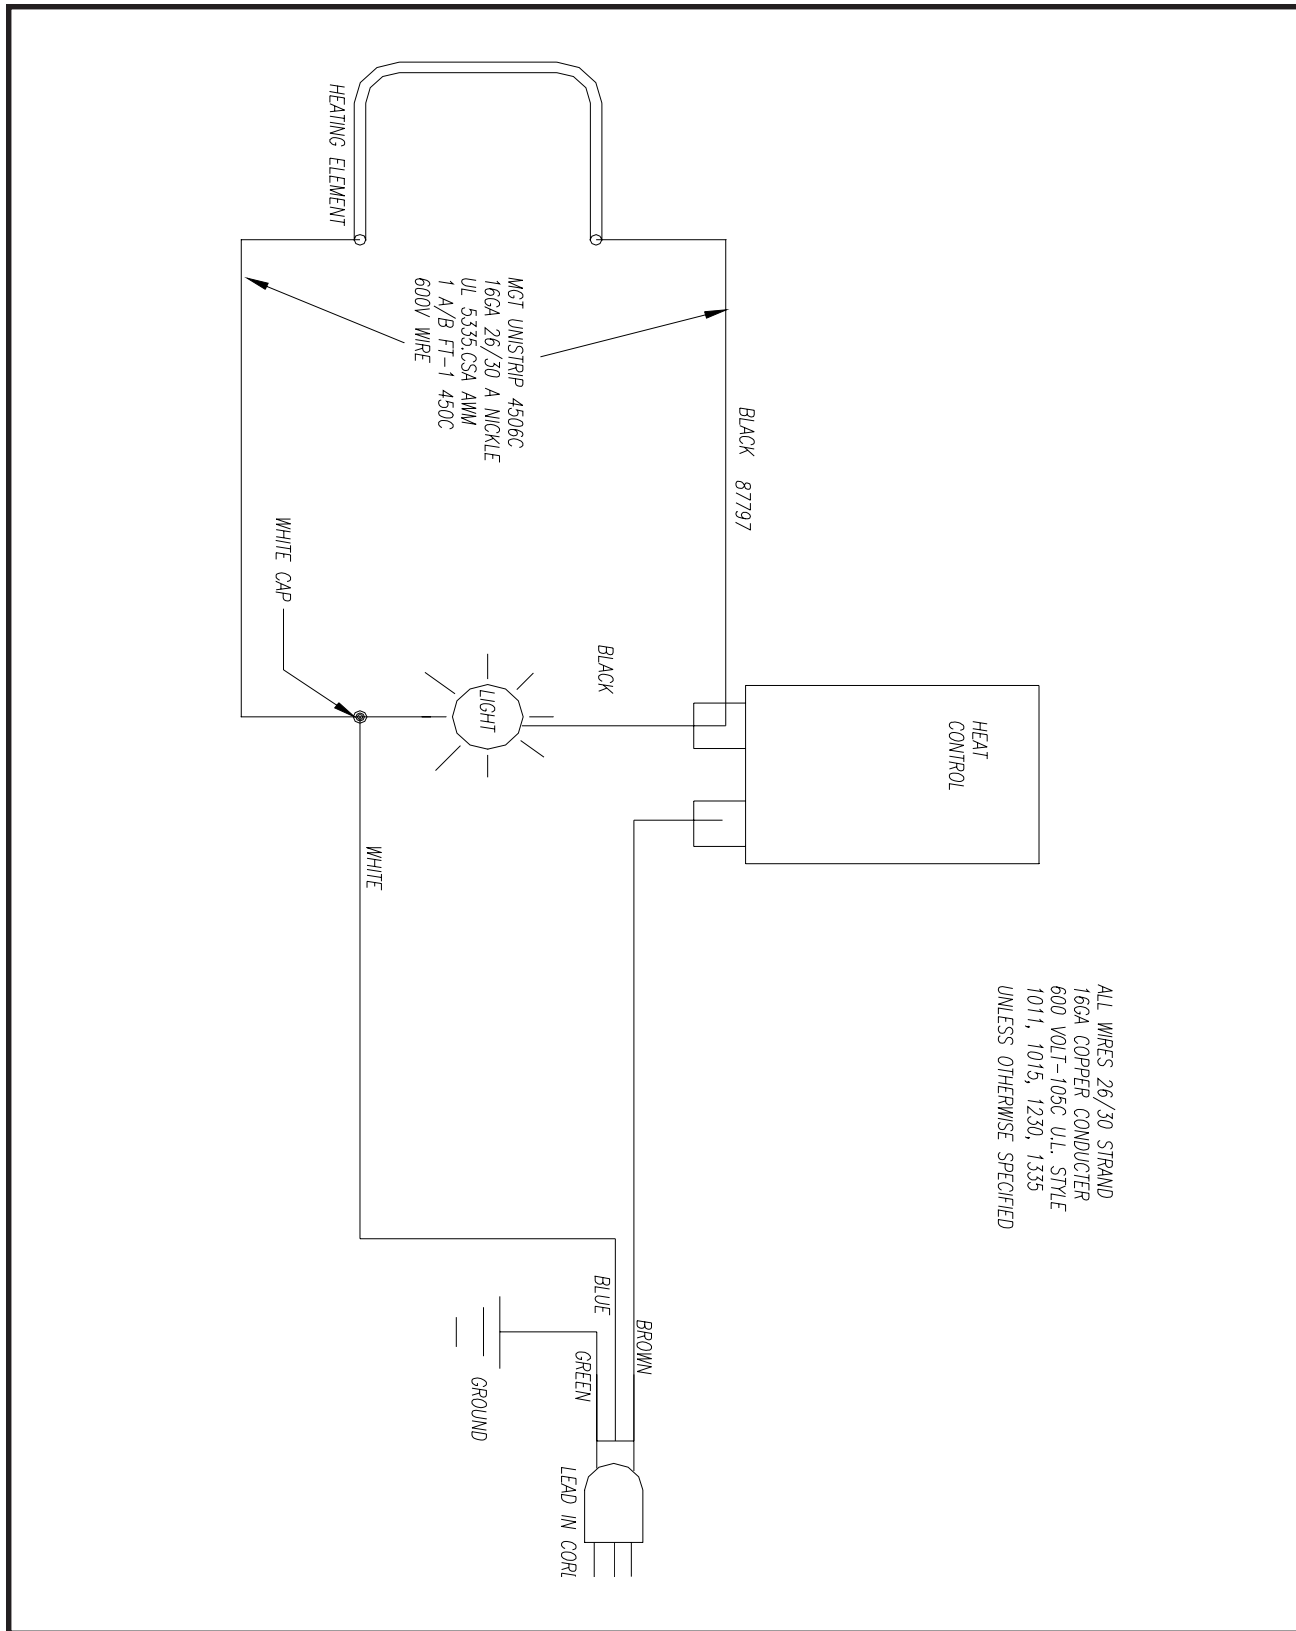 ALL WIRES 26/30 STRAND
16GA COPPER CONDUCTER
600 VOLT-105C U.L. STYLE
1011, 1015, 1230, 1335
UNLESS OTHERWISE SPECIFIED
HEAT
CONTROL
BLACK 87797
BLACK
BROWN
BLUE
GREEN
LEAD IN CORD
MGT UNISTRIP 4506C
16GA 26/30 A NICKLE
UL 5335,CSA AWM
1 A/B FT-1 450C
600V WIRE
LIGHT
GROUND
WHITE
HEATING ELEMENT
WHITE CAP